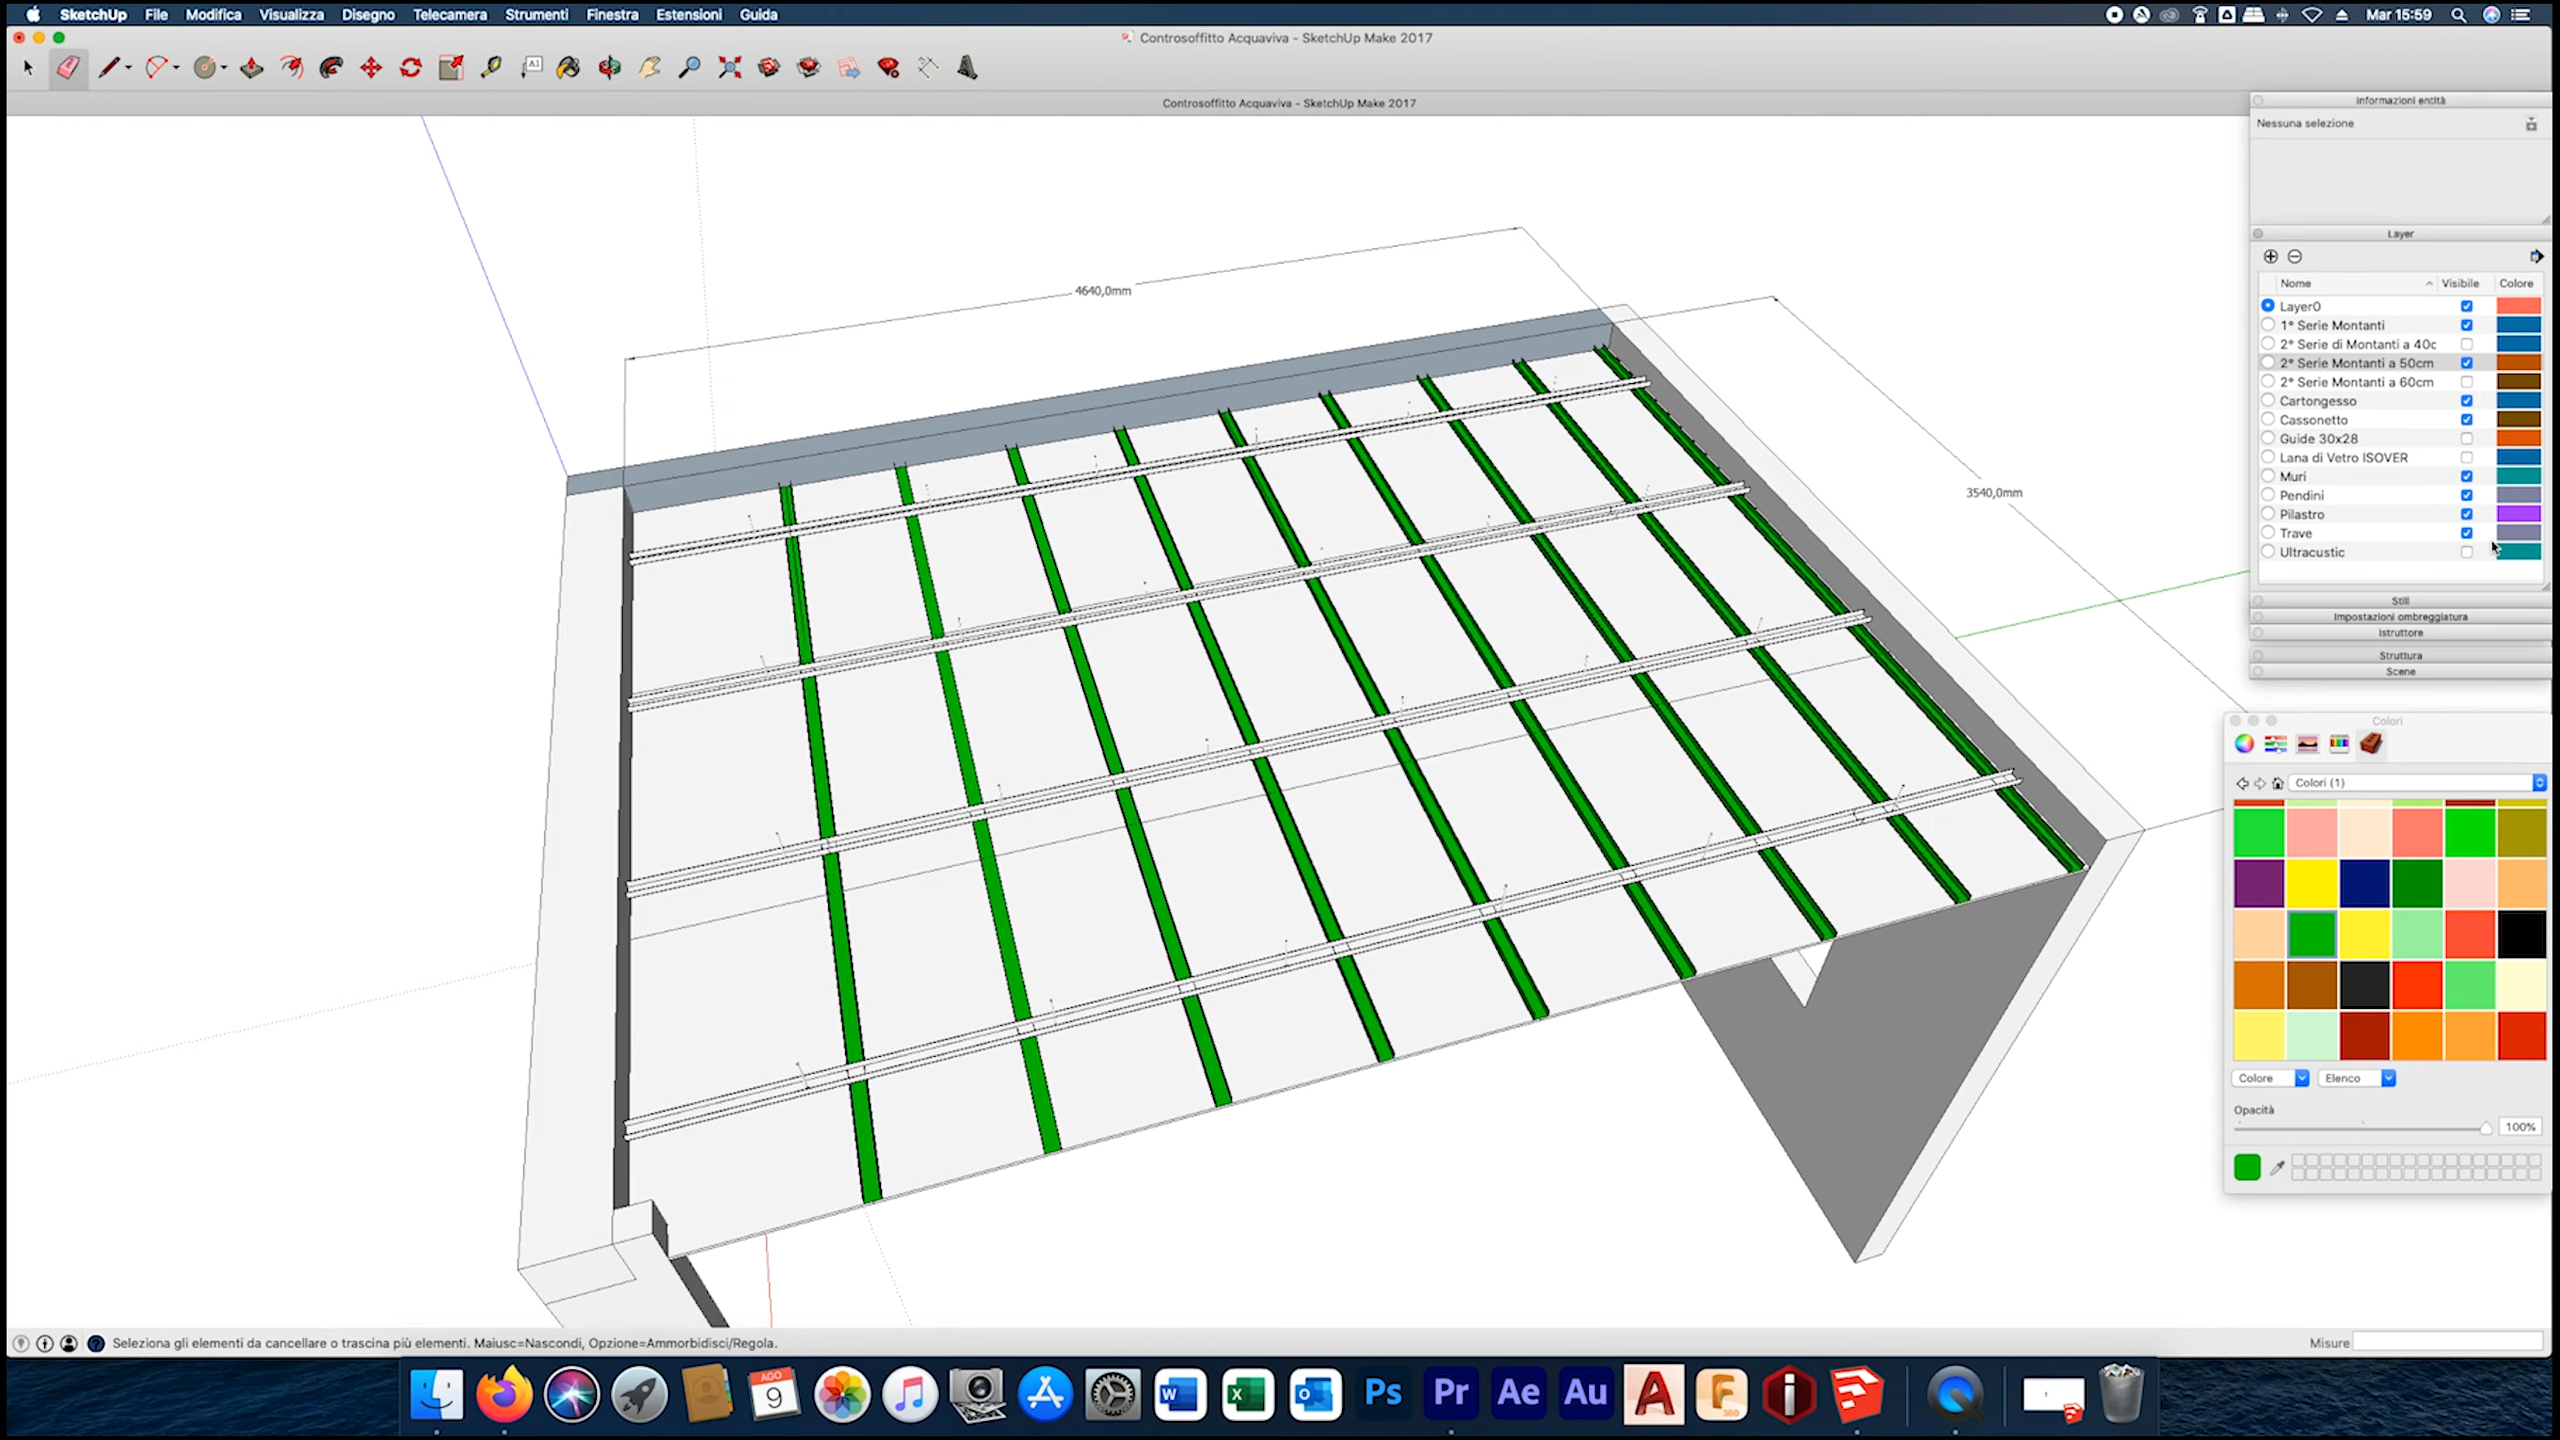 SketchUp File Modifica Visualizza Disegno Telecamera Strumenti Finestra Estensioni Guida Mar 15:59
Controsoffitto Acquaviva - SketchUp Make 2017
A1
Controsoffitto Acquaviva - SketchUp Make 2017
Informazioni entità
Nessuna selezione
Layer
Nome Visibile Colore
Layer0
1° Serie Montanti
2° Serie di Montanti a 40c
2° Serie Montanti a 50cm
2° Serie Montanti a 60cm
Cartongesso
Cassonetto
Guide 30x28
Lana di Vetro ISOVER
Muri
Pendini
Pilastro
Trave
Ultracustic
Stili
Impostazioni ombreggiatura
Istruttore
Struttura
Scene
4640,0mm
3540,0mm
Colori
Colori (1)
Colore Elenco
Opacità
100%
Seleziona gli elementi da cancellare o trascina più elementi. Maiusc=Nascondi, Opzione=Ammorbidisci/Regola.
Misure
AGO
9
W
X
O
Ps
Pr
Ae
Au
A
F
360
i